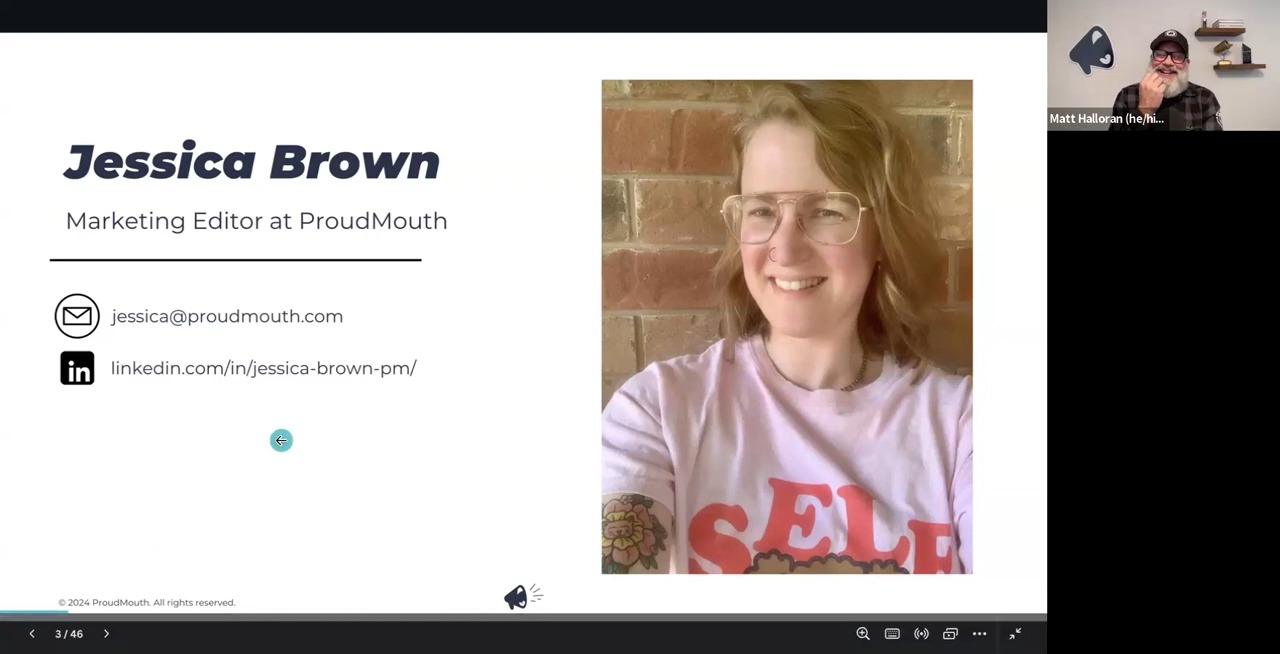 Jessica Brown
Marketing Editor at ProudMouth
jessica@proudmouth.com
in
linkedin.com/in/jessica-brown-pm/
SELF
© 2024 ProudMouth. All rights reserved.
3 / 46
Matt Halloran (he/hi...